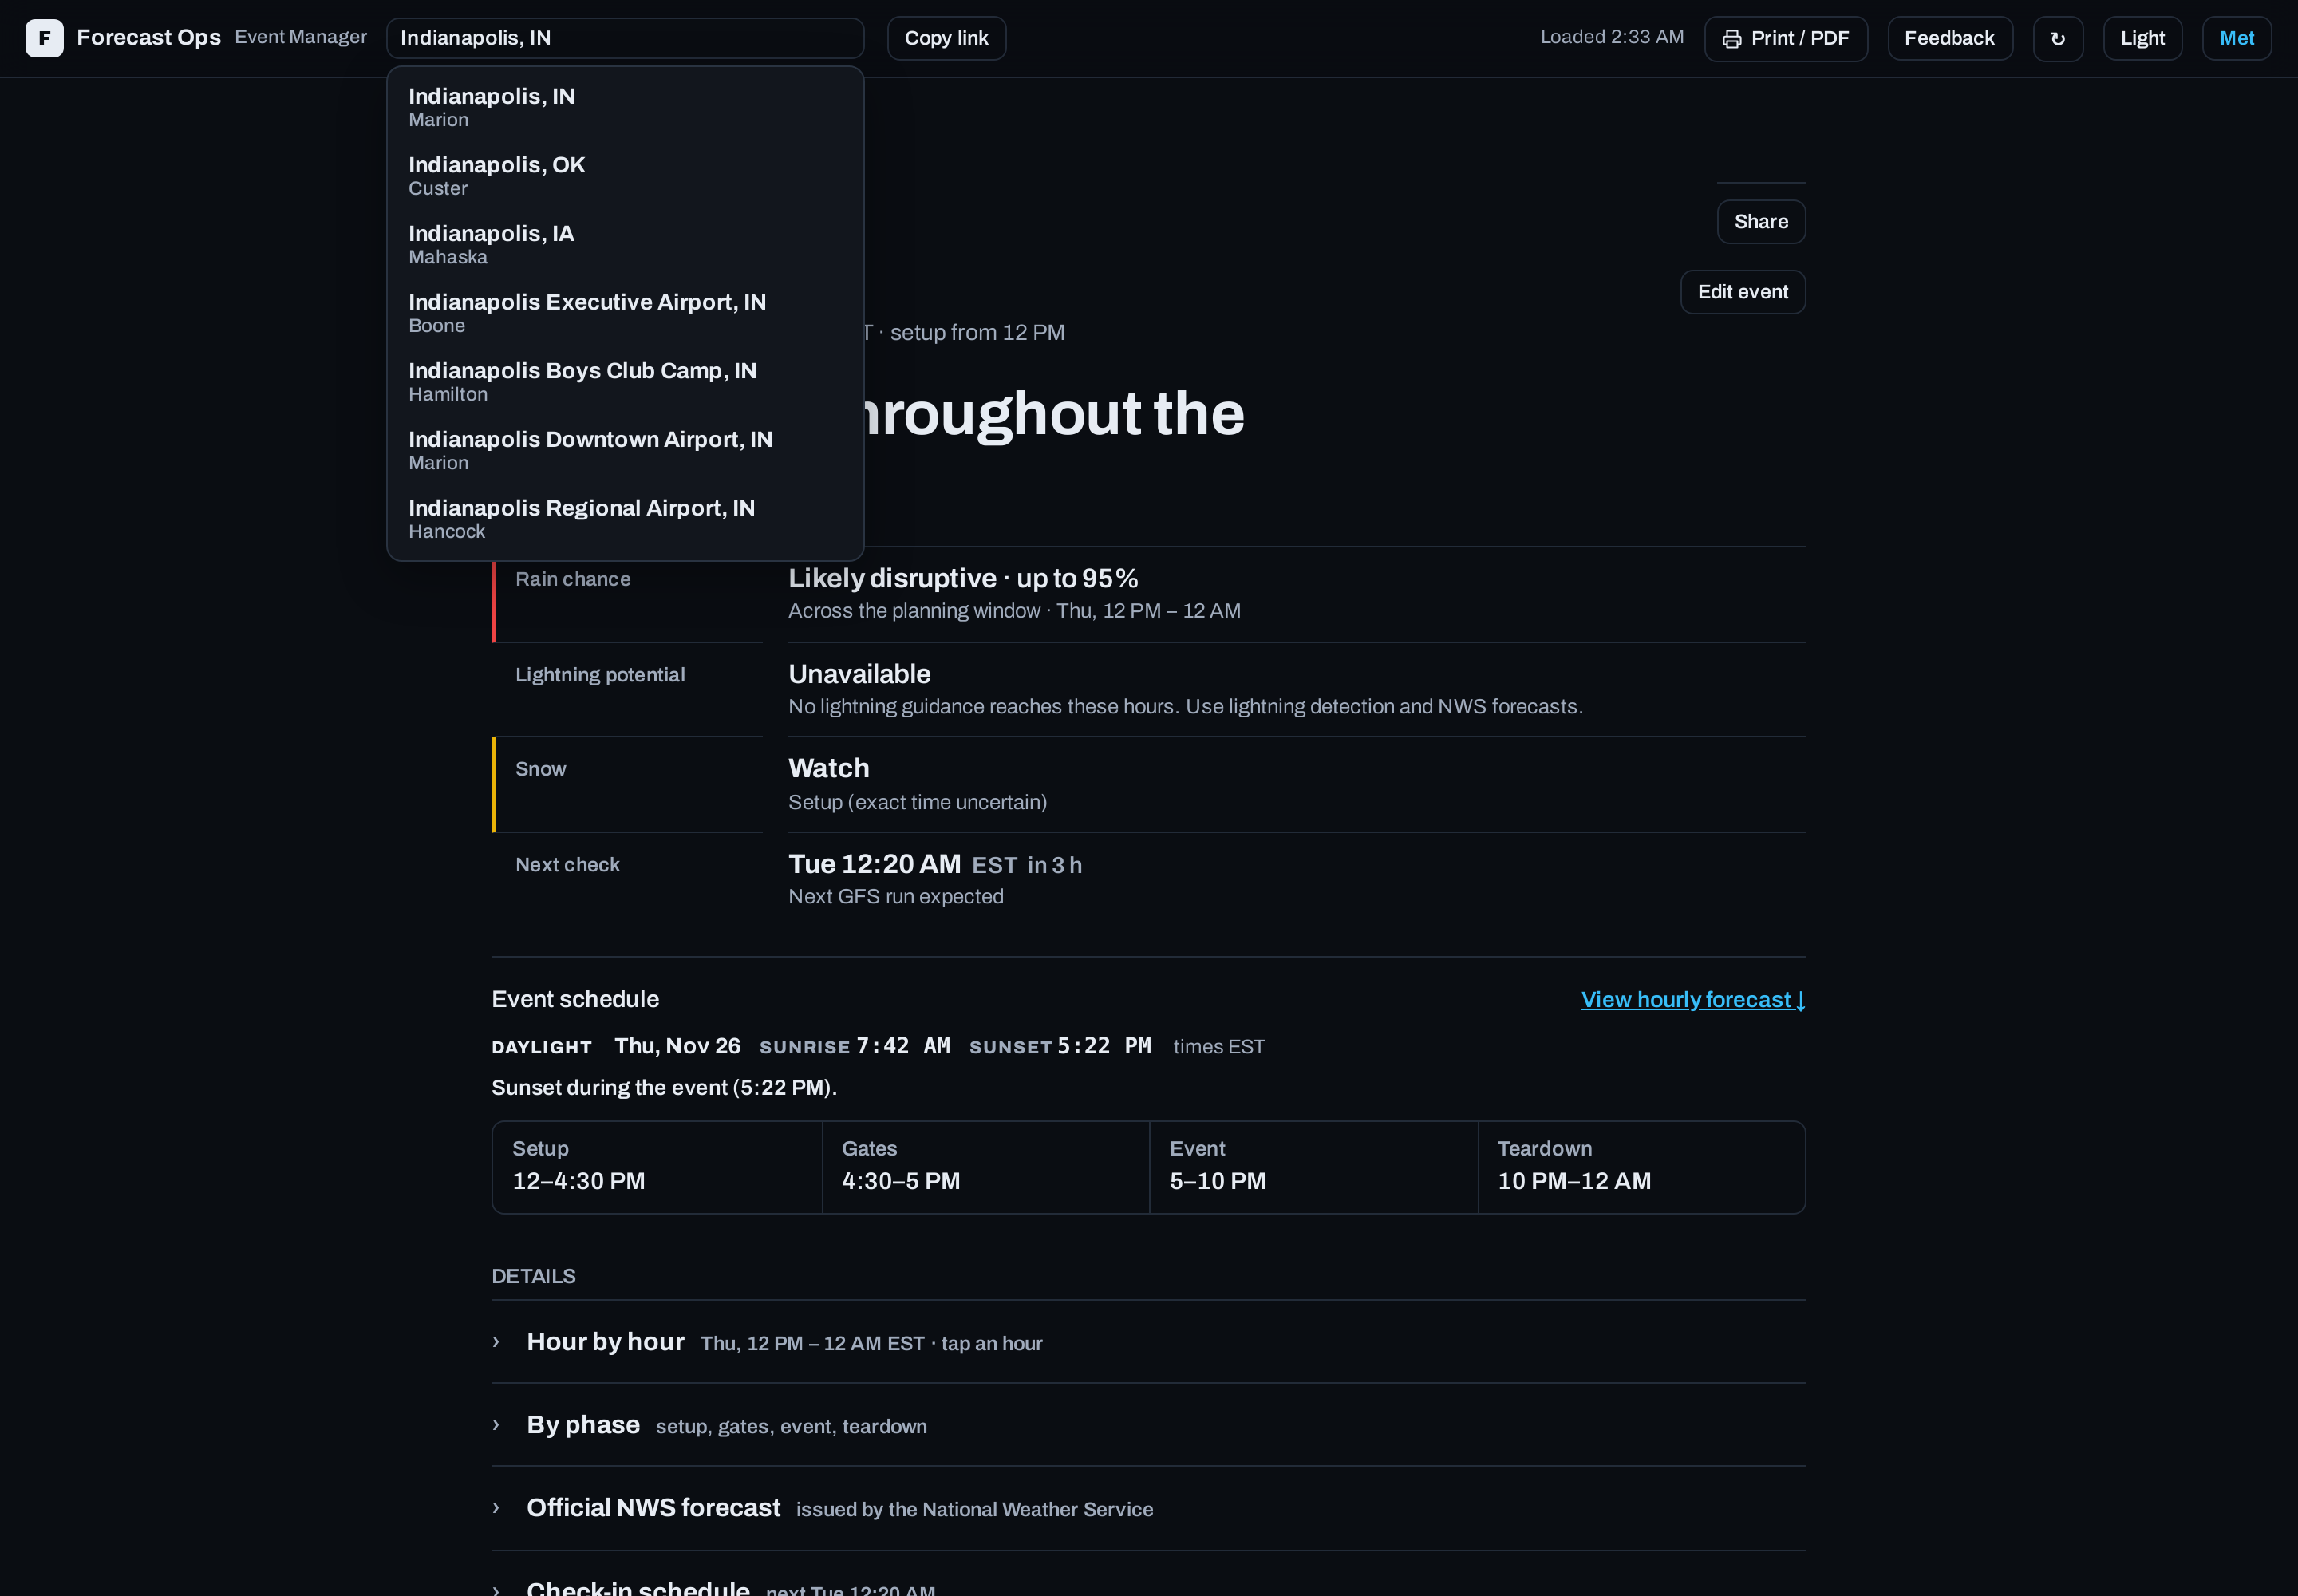 F Forecast Ops Event Manager Indianapolis, IN Copy link Loaded 2:33 AM Print / PDF Feedback ↻ Light Met
Indianapolis, IN
Marion
Indianapolis, OK
Custer
Indianapolis, IA
Mahaska
Indianapolis Executive Airport, IN
Boone
Indianapolis Boys Club Camp, IN
Hamilton
Indianapolis Downtown Airport, IN
Marion
Indianapolis Regional Airport, IN
Hancock
Share
Edit event
T · setup from 12 PM
hroughout the
Rain chance
Likely disruptive · up to 95%
Across the planning window · Thu, 12 PM – 12 AM
Lightning potential
Unavailable
No lightning guidance reaches these hours. Use lightning detection and NWS forecasts.
Snow
Watch
Setup (exact time uncertain)
Next check
Tue 12:20 AM EST in 3 h
Next GFS run expected
Event schedule
View hourly forecast ↓
DAYLIGHT Thu, Nov 26 SUNRISE 7:42 AM SUNSET 5:22 PM times EST
Sunset during the event (5:22 PM).
Setup
12–4:30 PM
Gates
4:30–5 PM
Event
5–10 PM
Teardown
10 PM–12 AM
DETAILS
› Hour by hour Thu, 12 PM – 12 AM EST · tap an hour
› By phase setup, gates, event, teardown
› Official NWS forecast issued by the National Weather Service
› Check-in schedule next Tue 12:20 AM